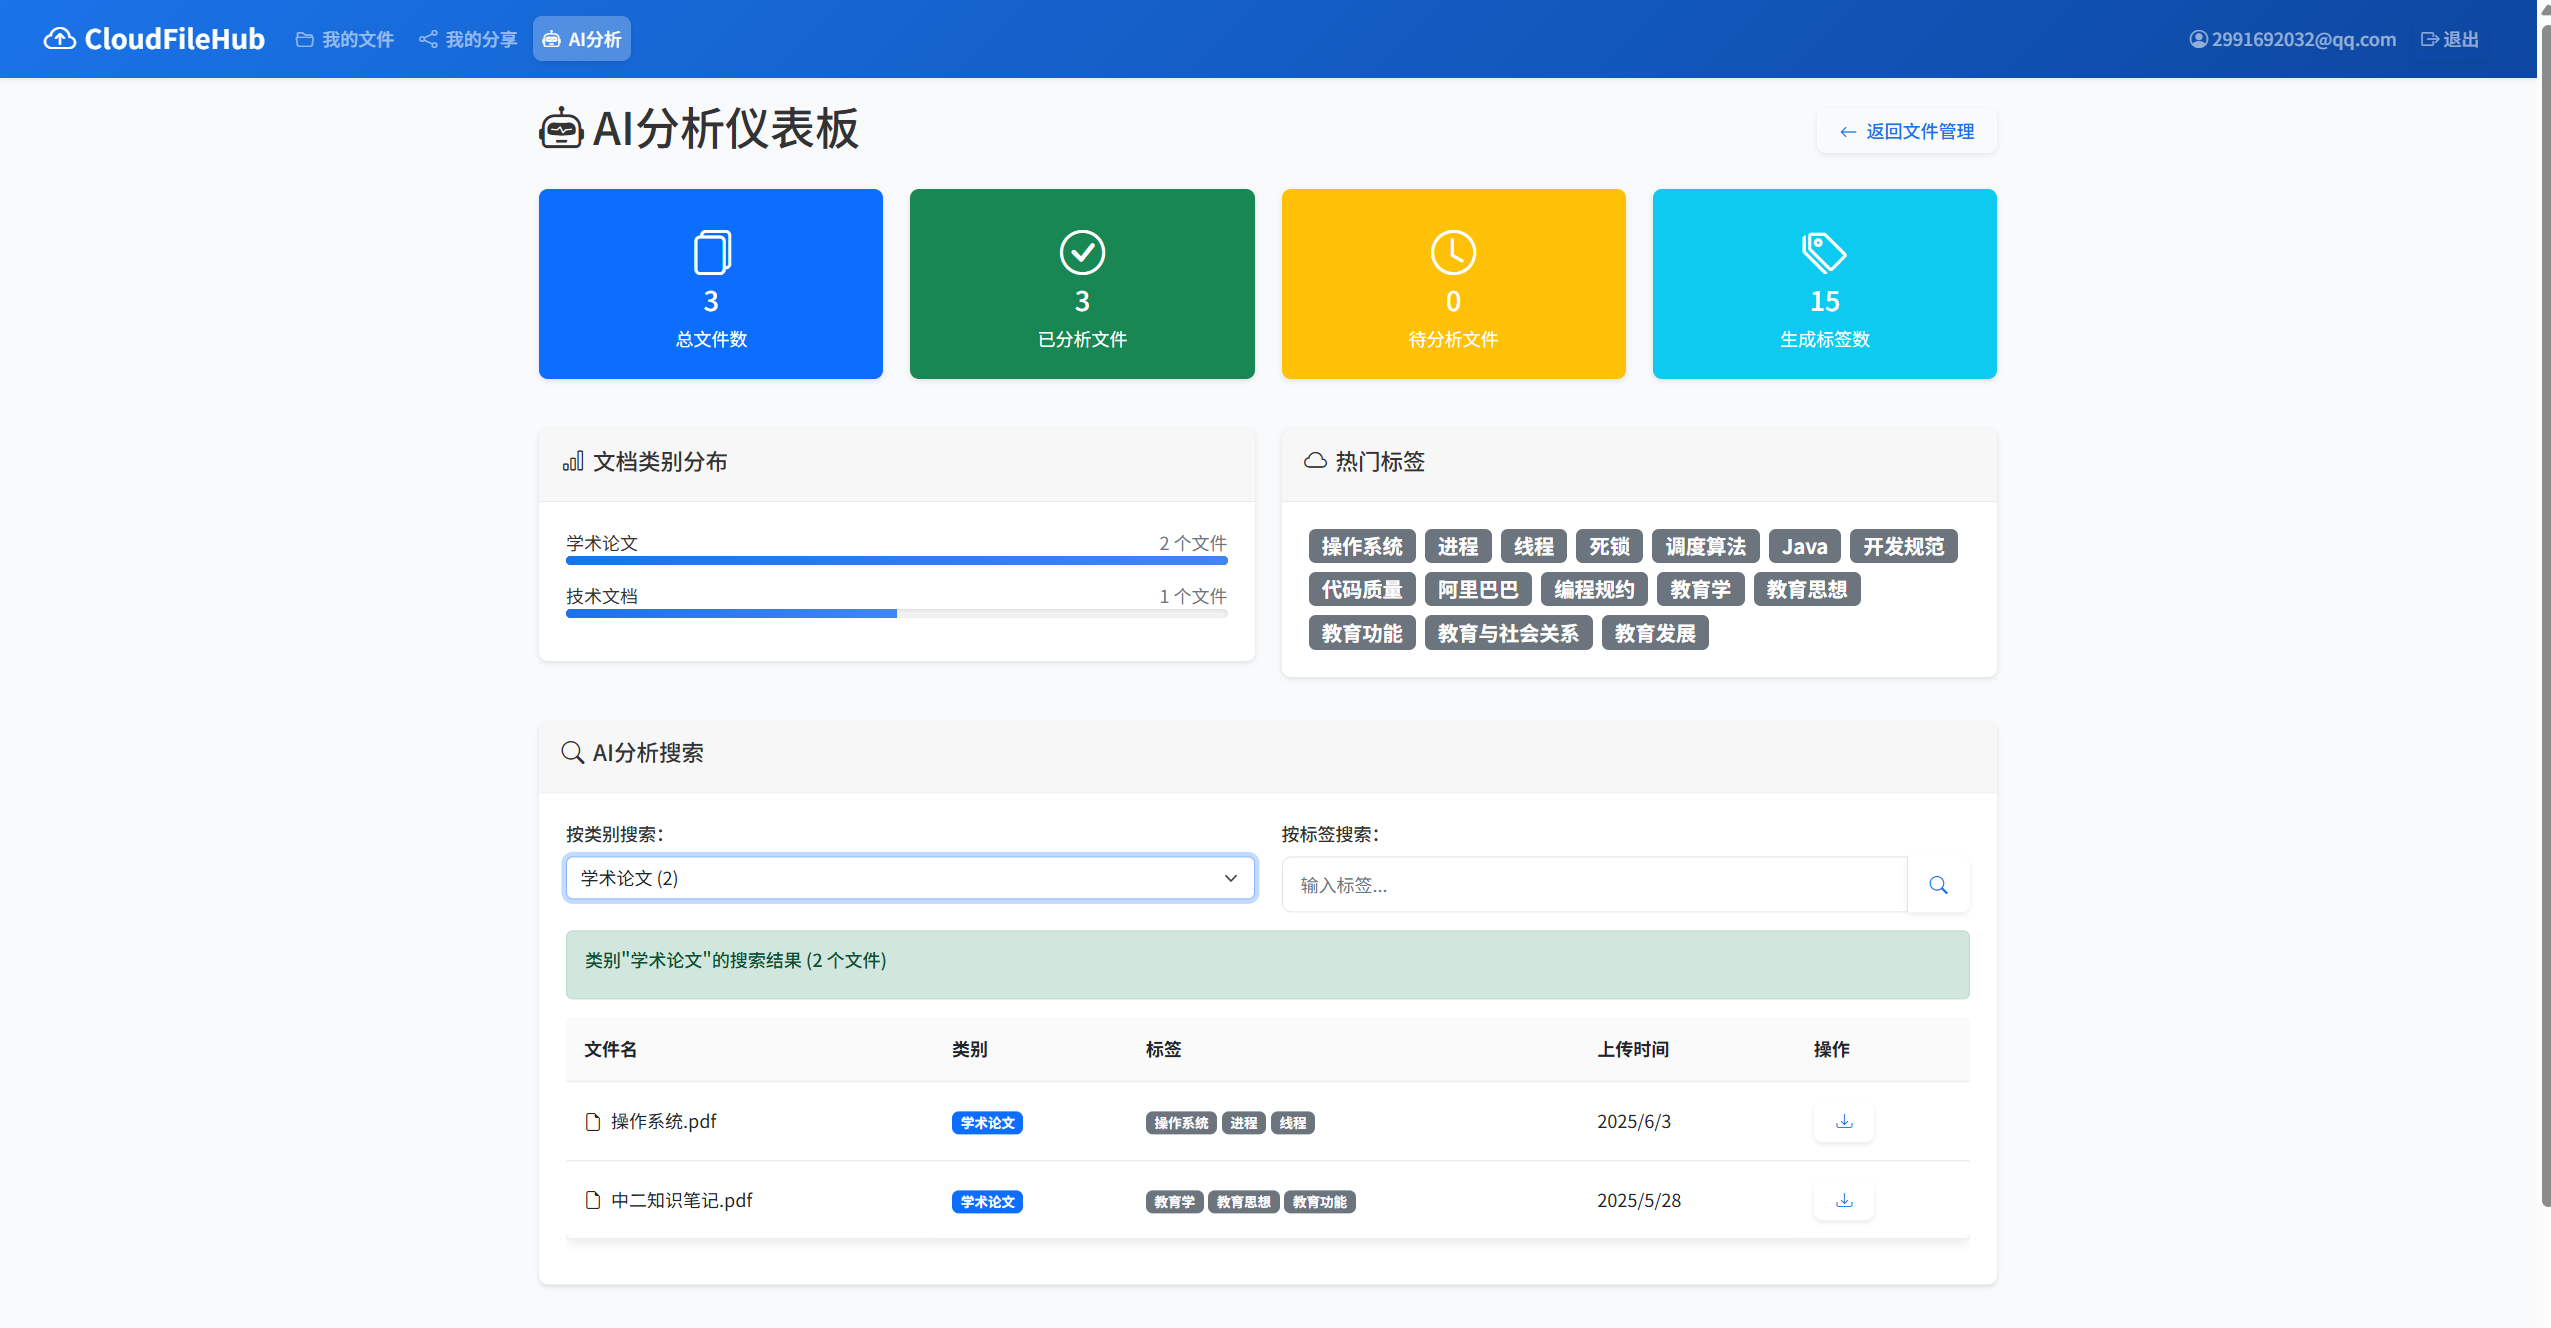 CloudFileHub 我的文件 我的分享 AI分析 2991692032@qq.com 退出
AI分析仪表板 返回文件管理
3
总文件数
3
已分析文件
0
待分析文件
15
生成标签数
文档类别分布
学术论文 2 个文件
技术文档 1 个文件
热门标签
操作系统 进程 线程 死锁 调度算法 Java 开发规范
代码质量 阿里巴巴 编程规约 教育学 教育思想
教育功能 教育与社会关系 教育发展
AI分析搜索
按类别搜索：
学术论文 (2)
按标签搜索：
输入标签...
类别"学术论文"的搜索结果 (2 个文件)
文件名 类别 标签 上传时间 操作
操作系统.pdf 学术论文 操作系统 进程 线程 2025/6/3
中二知识笔记.pdf 学术论文 教育学 教育思想 教育功能 2025/5/28